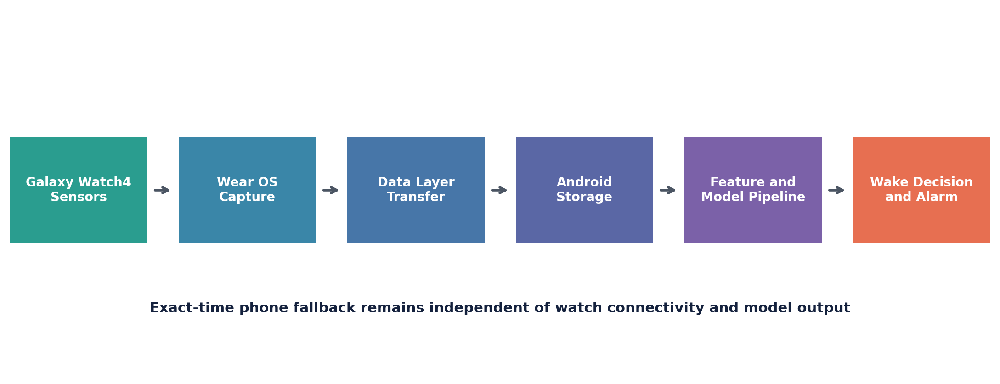 Galaxy Watch4
Sensors
Wear OS
Capture
Data Layer
Transfer
Android
Storage
Feature and
Model Pipeline
Wake Decision
and Alarm
Exact-time phone fallback remains independent of watch connectivity and model output